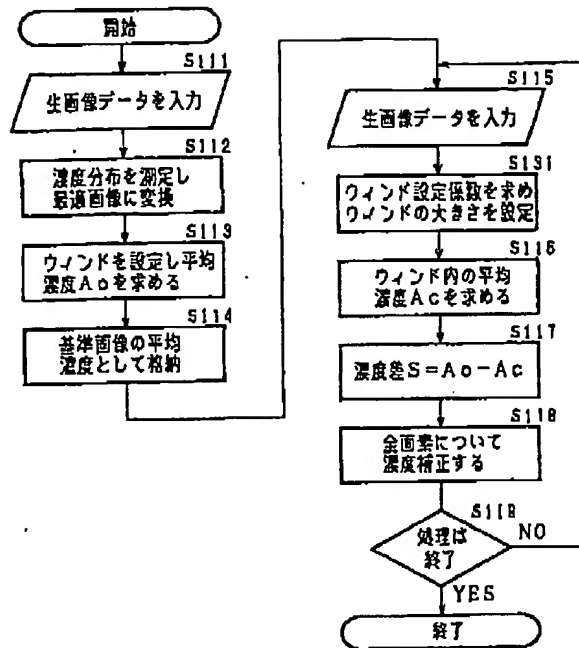 開始
S111
生画像データを入力
S112
濃度分布を測定し
最適画像に変換
S113
ウィンドを設定し平均
濃度Aoを求める
S114
基準画像の平均
濃度として格納
S115
生画像データを入力
S131
ウィンド設定係数を求め
ウィンドの大きさを設定
S116
ウィンド内の平均
濃度Acを求める
S117
濃度差S=Ao-Ac
S118
全画素について
濃度補正する
S119
処理は
終了
NO
YES
終了